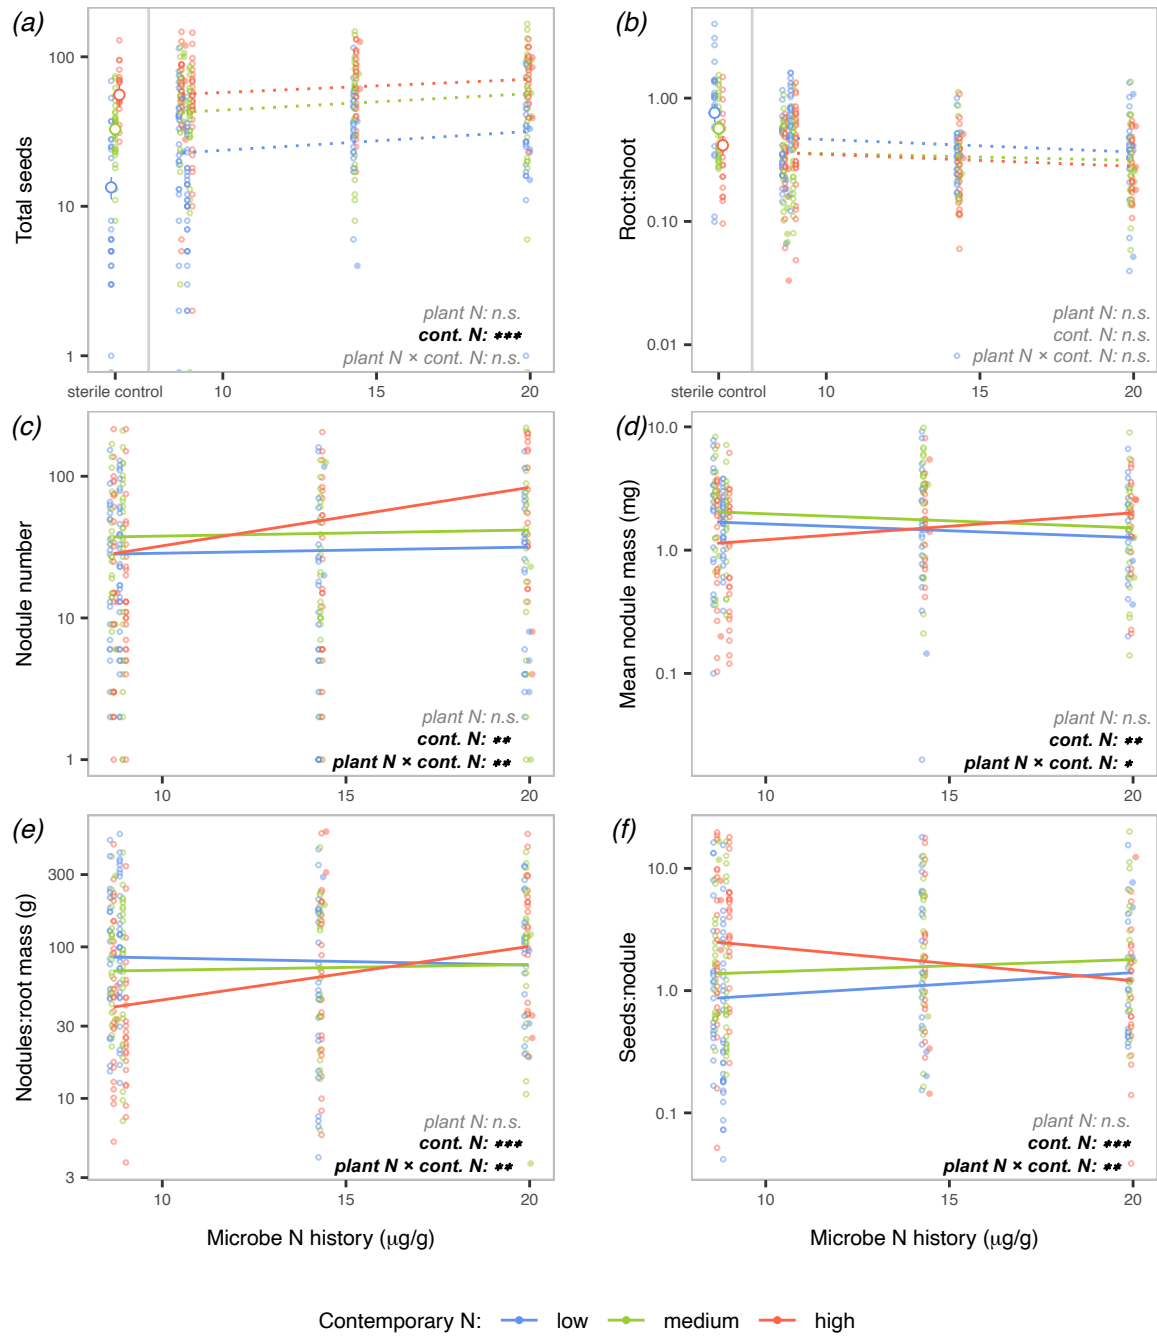 (a)
Total seeds
100
10
1
plant N: n.s.
cont. N: ***
plant N × cont. N: n.s.
sterile control
10
15
20
(b)
Root:shoot
1.00
0.10
0.01
plant N: n.s.
cont. N: n.s.
plant N × cont. N: n.s.
sterile control
10
15
20
(c)
Nodule number
100
10
1
plant N: n.s.
cont. N: **
plant N × cont. N: **
10
15
20
(d)
Mean nodule mass (mg)
10.0
1.0
0.1
plant N: n.s.
cont. N: **
plant N × cont. N: *
10
15
20
(e)
Nodules:root mass (g)
300
100
30
10
3
plant N: n.s.
cont. N: ***
plant N × cont. N: **
10
15
20
Microbe N history (μg/g)
(f)
Seeds:nodule
10.0
1.0
0.1
plant N: n.s.
cont. N: ***
plant N × cont. N: **
10
15
20
Microbe N history (μg/g)
Contemporary N: low medium high